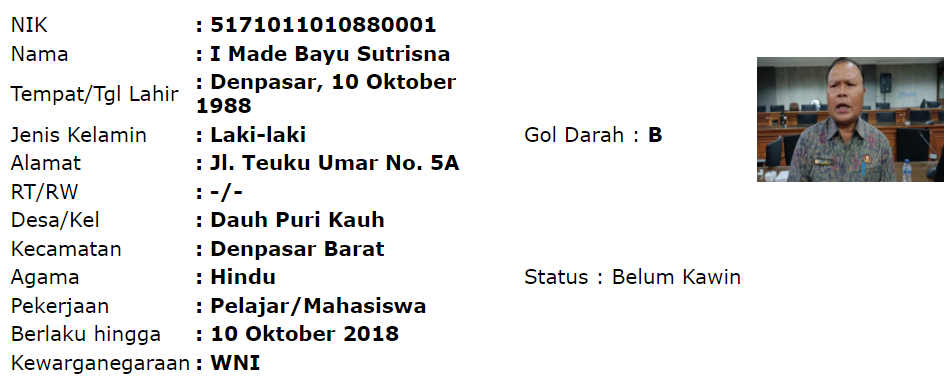 NIK : 5171011010880001
Nama : I Made Bayu Sutrisna
Tempat/Tgl Lahir : Denpasar, 10 Oktober
1988
Jenis Kelamin : Laki-laki Gol Darah : B
Alamat : Jl. Teuku Umar No. 5A
RT/RW : -/-
Desa/Kel : Dauh Puri Kauh
Kecamatan : Denpasar Barat
Agama : Hindu Status : Belum Kawin
Pekerjaan : Pelajar/Mahasiswa
Berlaku hingga : 10 Oktober 2018
Kewarganegaraan : WNI